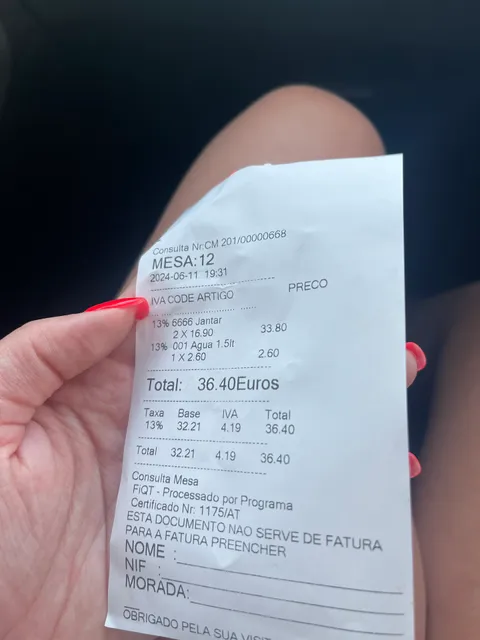 Consulta Nr:CM 201/00000668
MESA:12
2024-06-11 19:31
IVA CODE ARTIGO PRECO
13% 6666 Jantar
2 X 16.90 33.80
13% 001 Agua 1.5lt
1 X 2.60 2.60
Total: 36.40Euros
Taxa Base IVA Total
13% 32.21 4.19 36.40
Total 32.21 4.19 36.40
Consulta Mesa
FiQT - Processado por Programa
Certificado Nr: 1175/AT
ESTA DOCUMENTO NAO SERVE DE FATURA
PARA A FATURA PREENCHER
NOME :
NIF :
MORADA:
OBRIGADO PELA SUA